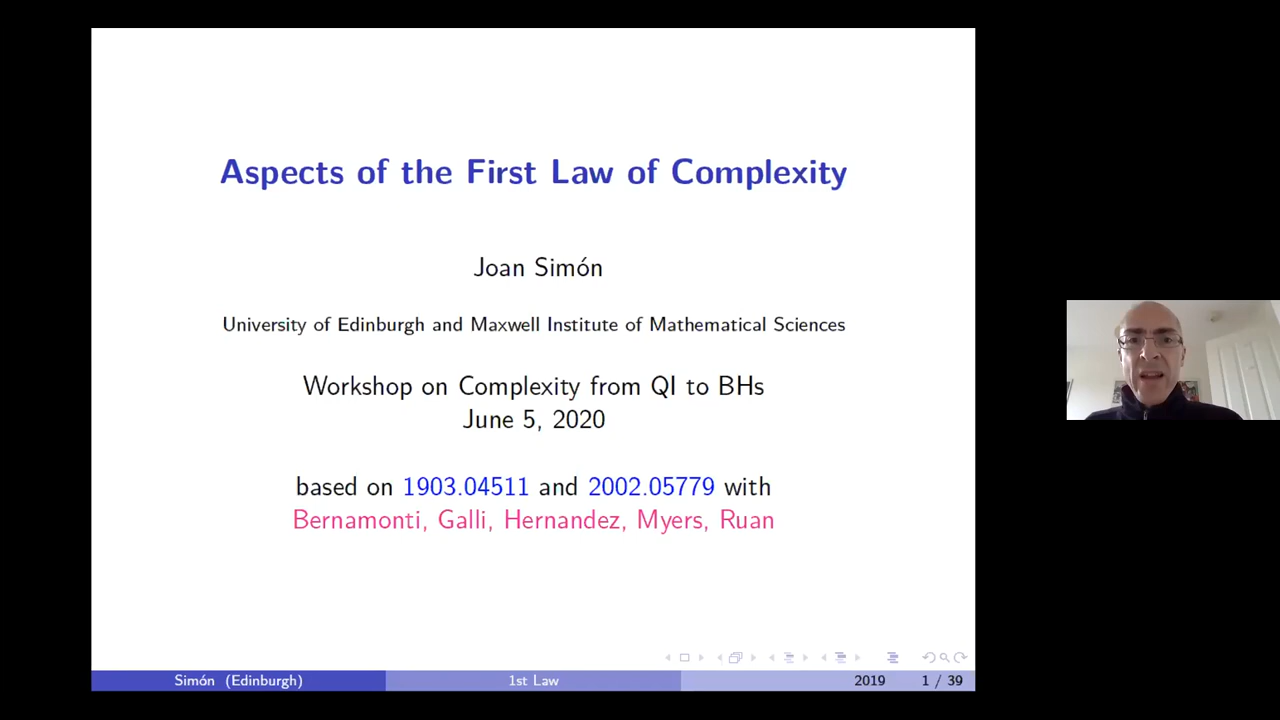 Aspects of the First Law of Complexity
Joan Simón
University of Edinburgh and Maxwell Institute of Mathematical Sciences
Workshop on Complexity from QI to BHs
June 5, 2020
based on 1903.04511 and 2002.05779 with
Bernamonti, Galli, Hernandez, Myers, Ruan
Simón (Edinburgh) 1st Law 2019 1 / 39